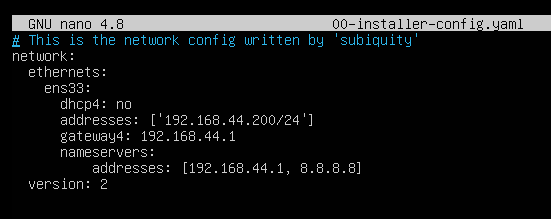 GNU nano 4.8 00-installer-config.yaml
# This is the network config written by 'subiquity'
network:
  ethernets:
    ens33:
      dhcp4: no
      addresses: ['192.168.44.200/24']
      gateway4: 192.168.44.1
      nameservers:
          addresses: [192.168.44.1, 8.8.8.8]
  version: 2